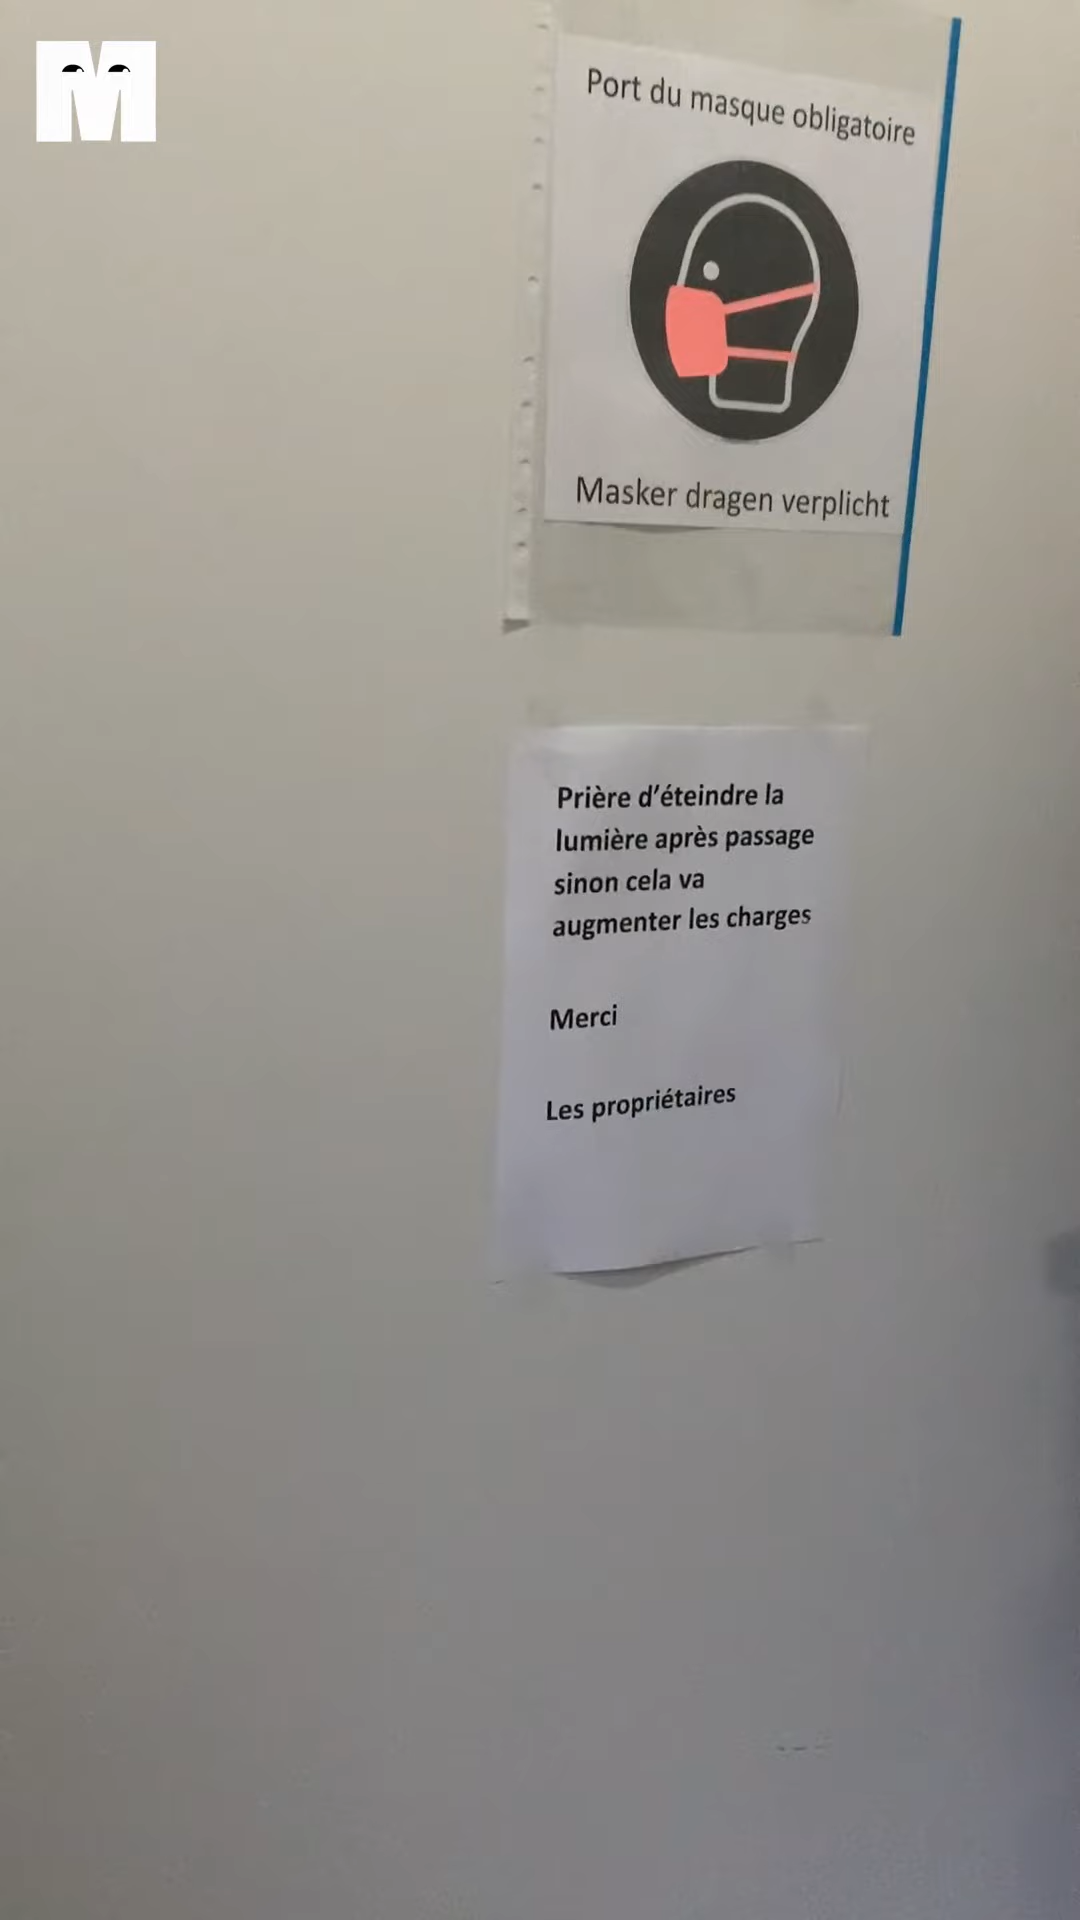 M
Port du masque obligatoire
Masker dragen verplicht
Prière d'éteindre la
lumière après passage
sinon cela va
augmenter les charges
Merci
Les propriétaires